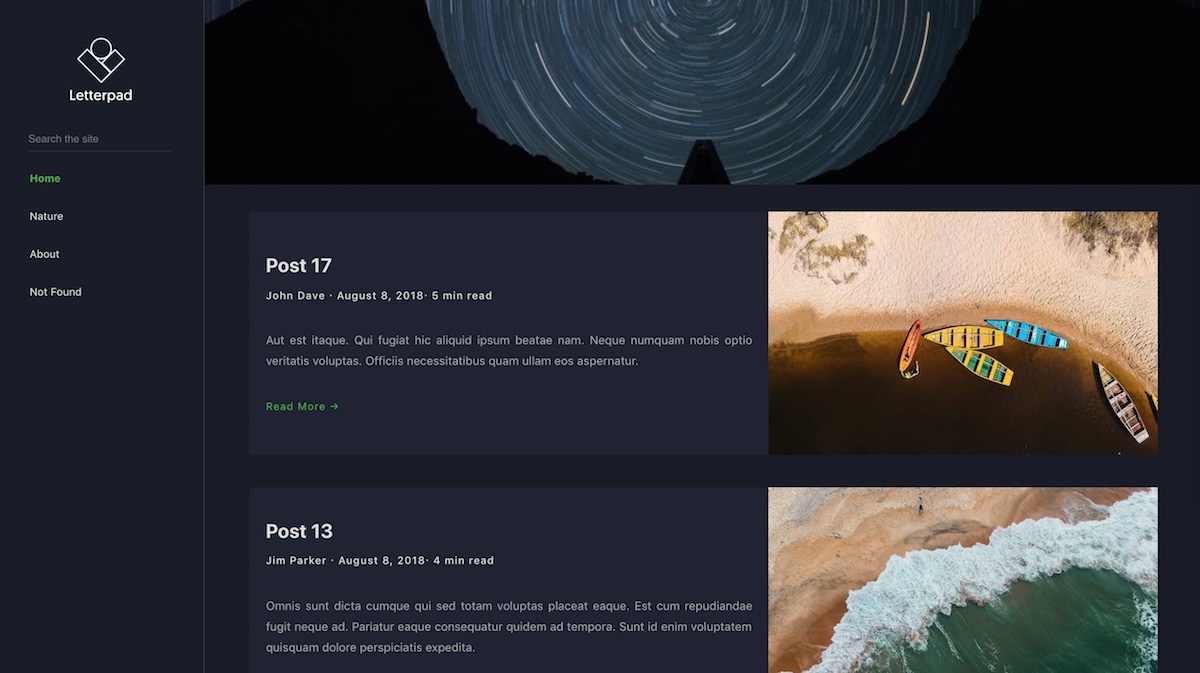 Letterpad
Search the site
Home
Nature
About
Not Found
Post 17
John Dave · August 8, 2018· 5 min read
Aut est itaque. Qui fugiat hic aliquid ipsum beatae nam. Neque numquam nobis optio
veritatis voluptas. Officiis necessitatibus quam ullam eos aspernatur.
Read More →
Post 13
Jim Parker · August 8, 2018· 4 min read
Omnis sunt dicta cumque qui sed totam voluptas placeat eaque. Est cum repudiandae
fugit neque ad. Pariatur eaque consequatur quidem ad tempora. Sunt id enim voluptatem
quisquam dolore perspiciatis expedita.